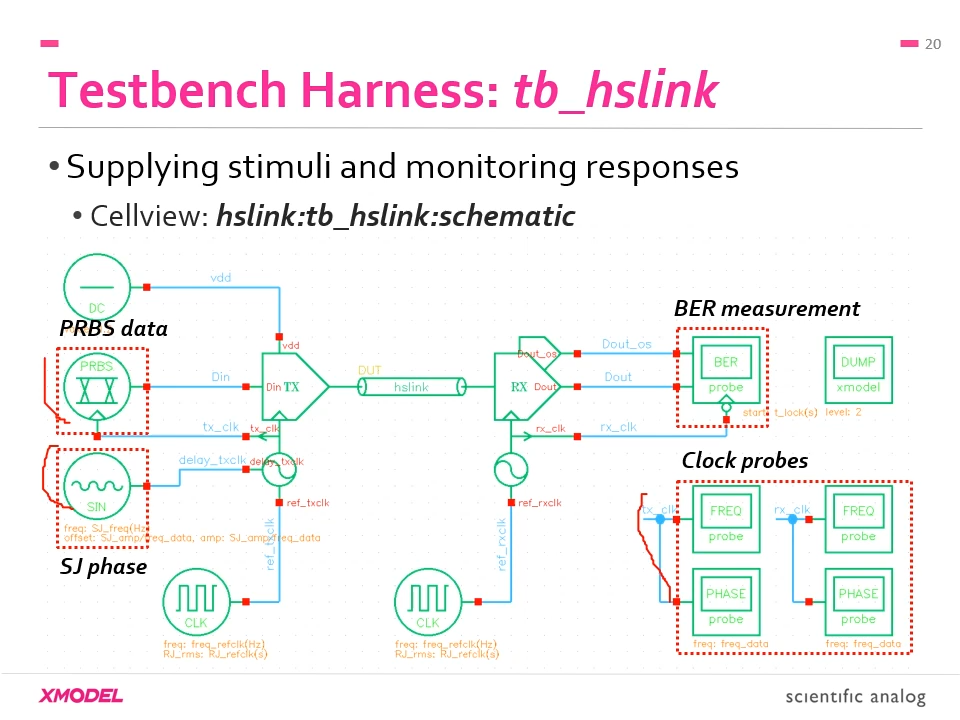 20
Testbench Harness: tb_hslink
• Supplying stimuli and monitoring responses
• Cellview: hslink:tb_hslink:schematic
vdd
DC
PRBS data
BER measurement
vdd
PRBS
Din
Din TX
DUT
hslink
RX
Dout_os
Dout
Dout_os
Dout
BER
probe
DUMP
xmodel
start: t_lock(s)
level: 2
tx_clk
tx_clk
rx_clk
rx_clk
delay_txclk
delay_txclk
SIN
freq: SJ_freq(Hz)
offset: SJ_amp/freq_data, amp: SJ_amp/freq_data
SJ phase
ref_txclk
ref_txclk
ref_rxclk
ref_rxclk
Clock probes
tx_clk
FREQ
probe
rx_clk
FREQ
probe
CLK
freq: freq_refclk(Hz)
RJ_rms: RJ_refclk(s)
CLK
freq: freq_refclk(Hz)
RJ_rms: RJ_refclk(s)
PHASE
probe
freq: freq_data
PHASE
probe
freq: freq_data
XMODEL
scientific analog